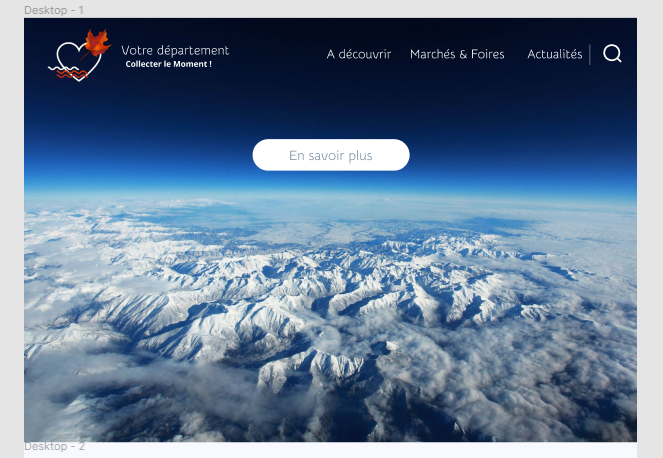 Desktop - 1
Votre département
Collecter le Moment !
A découvrir
Marchés & Foires
Actualités
En savoir plus
Desktop - 2